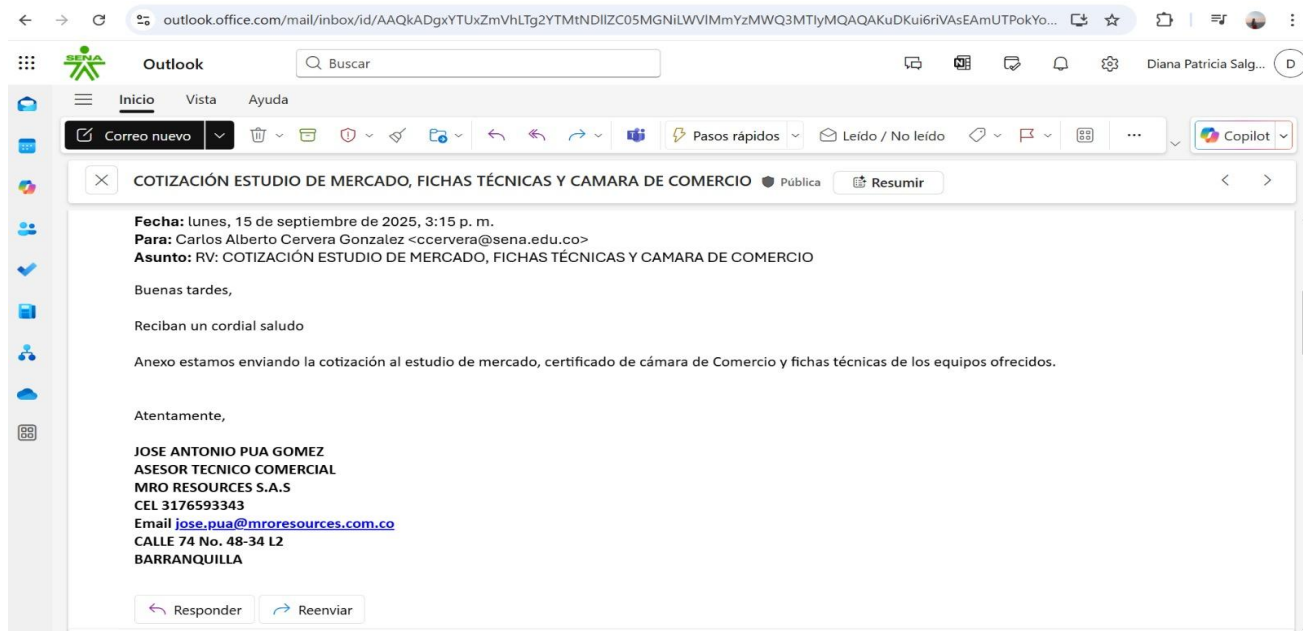 outlook.office.com/mail/inbox/id/AAQkADgxYTUxZmVhLTg2YTMtNDllZC05MGNiLWVlMmYzMWQ3MTIyMQAQAKuDKui6riVAsEAmUTPokYo...
SENA
Outlook
Buscar
Diana Patricia Salg...
D
Inicio Vista Ayuda
Correo nuevo
Pasos rápidos
Leído / No leído
Copilot
COTIZACIÓN ESTUDIO DE MERCADO, FICHAS TÉCNICAS Y CAMARA DE COMERCIO Pública Resumir
Fecha: lunes, 15 de septiembre de 2025, 3:15 p. m.
Para: Carlos Alberto Cervera Gonzalez <ccervera@sena.edu.co>
Asunto: RV: COTIZACIÓN ESTUDIO DE MERCADO, FICHAS TÉCNICAS Y CAMARA DE COMERCIO
Buenas tardes,
Reciban un cordial saludo
Anexo estamos enviando la cotización al estudio de mercado, certificado de cámara de Comercio y fichas técnicas de los equipos ofrecidos.
Atentamente,
JOSE ANTONIO PUA GOMEZ
ASESOR TECNICO COMERCIAL
MRO RESOURCES S.A.S
CEL 3176593343
Email jose.pua@mroresources.com.co
CALLE 74 No. 48-34 L2
BARRANQUILLA
Responder Reenviar